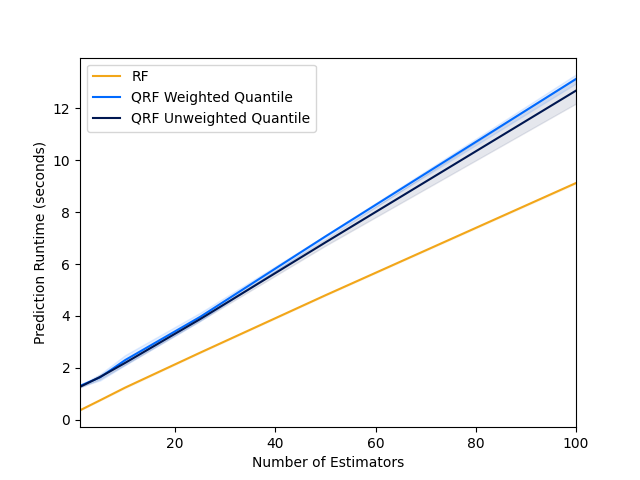 RF
QRF Weighted Quantile
QRF Unweighted Quantile
Prediction Runtime (seconds)
12
10
8
6
4
2
0
20 40 60 80 100
Number of Estimators